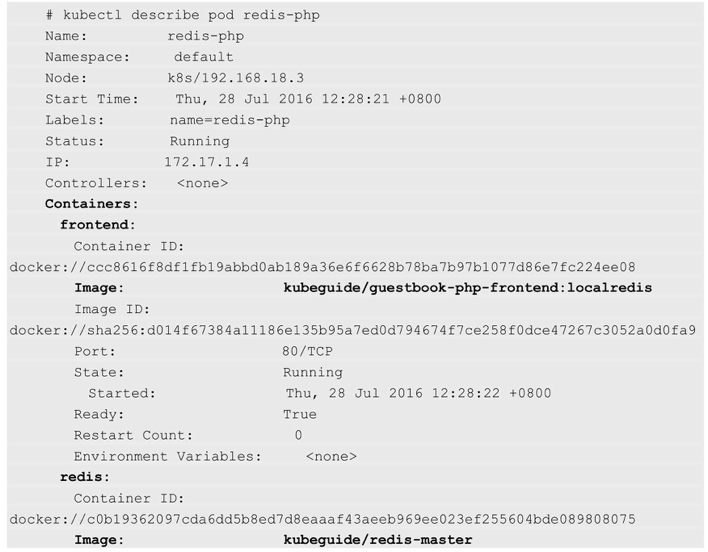 # kubectl describe pod redis-php
Name: redis-php
Namespace: default
Node: k8s/192.168.18.3
Start Time: Thu, 28 Jul 2016 12:28:21 +0800
Labels: name=redis-php
Status: Running
IP: 172.17.1.4
Controllers: <none>
Containers:
frontend:
Container ID:
docker://ccc8616f8df1fb19abbd0ab189a36e6f6628b78ba7b97b1077d86e7fc224ee08
Image: kubeguide/guestbook-php-frontend:localredis
Image ID:
docker://sha256:d014f67384a11186e135b95a7ed0d794674f7ce258f0dce47267c3052a0d0fa9
Port: 80/TCP
State: Running
Started: Thu, 28 Jul 2016 12:28:22 +0800
Ready: True
Restart Count: 0
Environment Variables: <none>
redis:
Container ID:
docker://c0b19362097cda6dd5b8ed7d8eaaaf43aeeb969ee023ef255604bde089808075
Image: kubeguide/redis-master